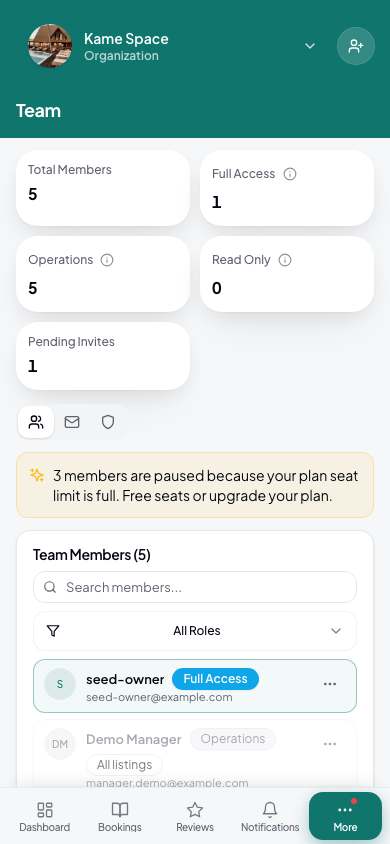 Kame Space
Organization
Team
Total Members
5
Full Access
1
Operations
5
Read Only
0
Pending Invites
1
3 members are paused because your plan seat
limit is full. Free seats or upgrade your plan.
Team Members (5)
Search members...
All Roles
S
seed-owner
Full Access
seed-owner@example.com
DM
Demo Manager
Operations
All listings
manager.demo@example.com
Dashboard
Bookings
Reviews
Notifications
More